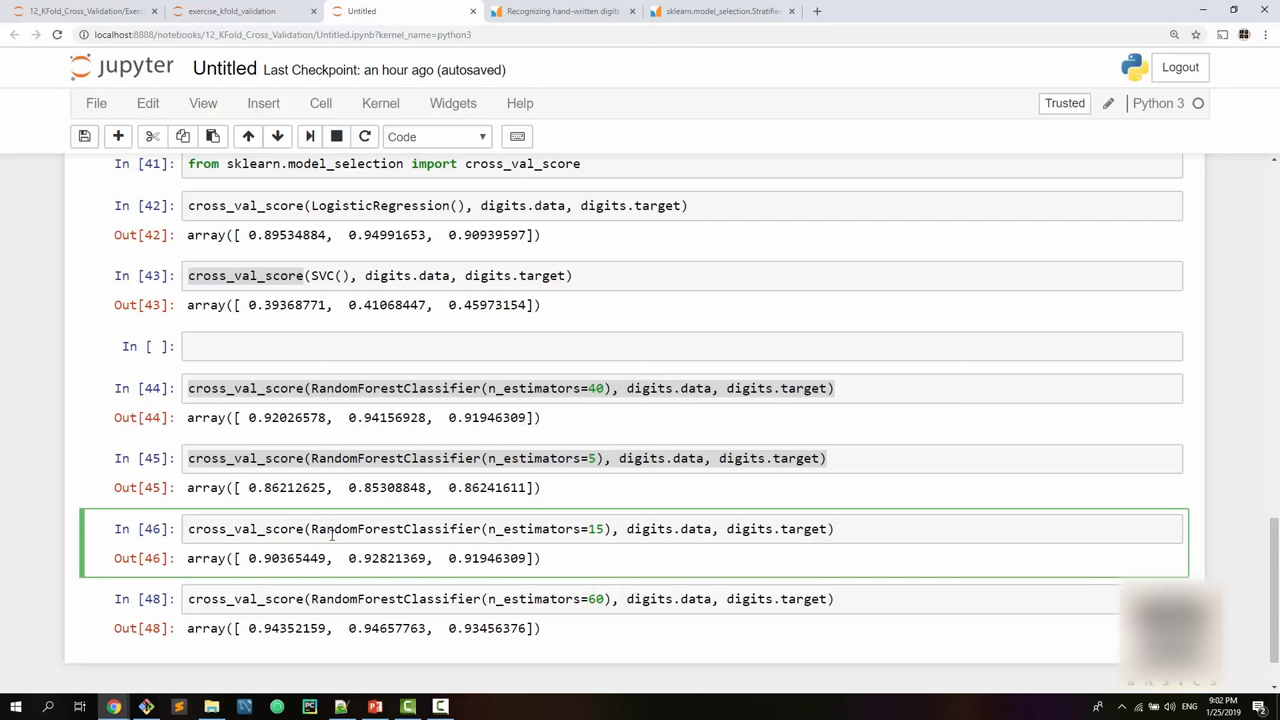 12_KFold_Cross_Validation/Exerc
exercise_kfold_validation
Untitled
Recognizing hand-written digits
sklearn.model_selection.Stratifie
localhost:8888/notebooks/12_KFold_Cross_Validation/Untitled.ipynb?kernel_name=python3
jupyter Untitled Last Checkpoint: an hour ago (autosaved) Logout
File Edit View Insert Cell Kernel Widgets Help Trusted Python 3
Code
In [41]: from sklearn.model_selection import cross_val_score
In [42]: cross_val_score(LogisticRegression(), digits.data, digits.target)
Out[42]: array([ 0.89534884, 0.94991653, 0.90939597])
In [43]: cross_val_score(SVC(), digits.data, digits.target)
Out[43]: array([ 0.39368771, 0.41068447, 0.45973154])
In [ ]:
In [44]: cross_val_score(RandomForestClassifier(n_estimators=40), digits.data, digits.target)
Out[44]: array([ 0.92026578, 0.94156928, 0.91946309])
In [45]: cross_val_score(RandomForestClassifier(n_estimators=5), digits.data, digits.target)
Out[45]: array([ 0.86212625, 0.85308848, 0.86241611])
In [46]: cross_val_score(RandomForestClassifier(n_estimators=15), digits.data, digits.target)
Out[46]: array([ 0.90365449, 0.92821369, 0.91946309])
In [48]: cross_val_score(RandomForestClassifier(n_estimators=60), digits.data, digits.target)
Out[48]: array([ 0.94352159, 0.94657763, 0.93456376])
BASICS
9:02 PM
1/25/2019